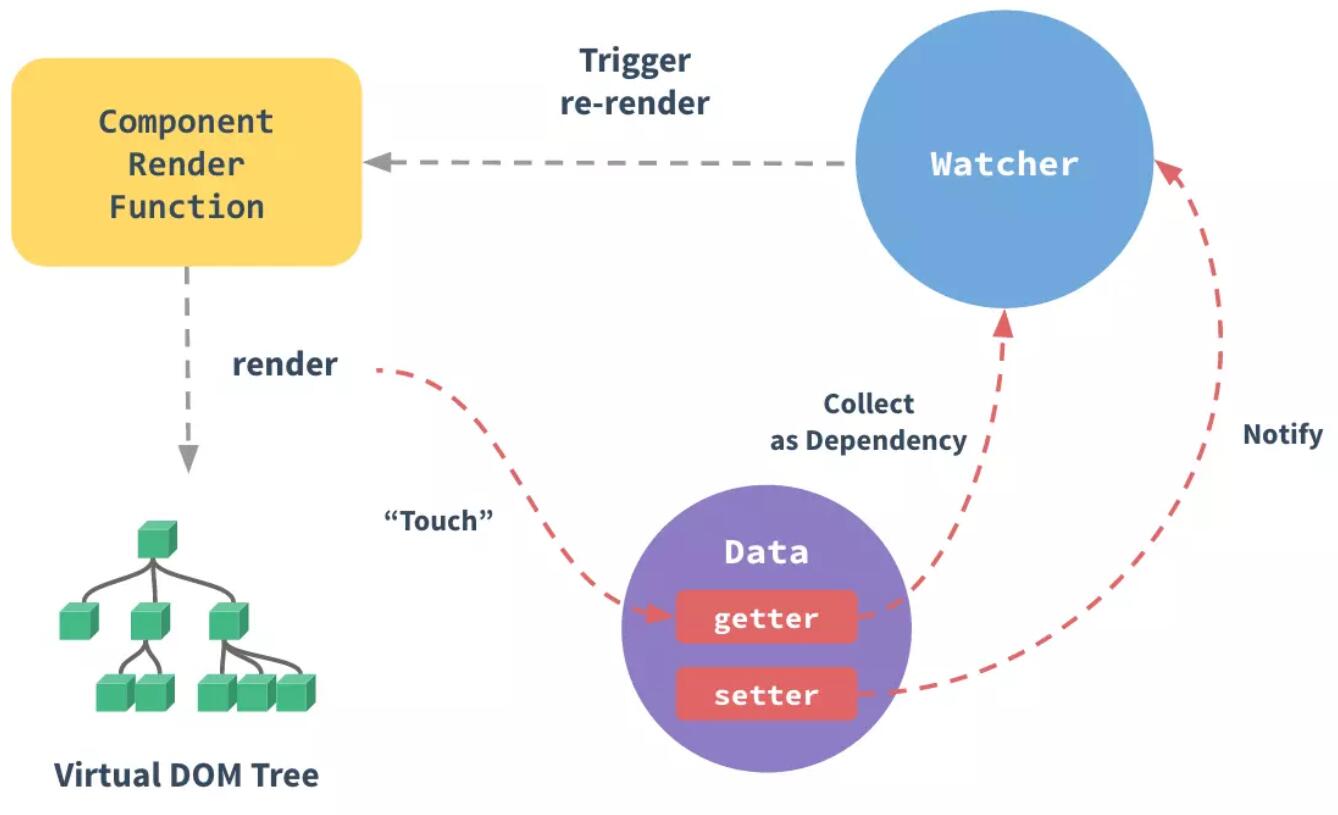 Trigger
re-render
Component
Render
Function
Watcher
render
Collect
as Dependency
Notify
“Touch”
Data
getter
setter
Virtual DOM Tree